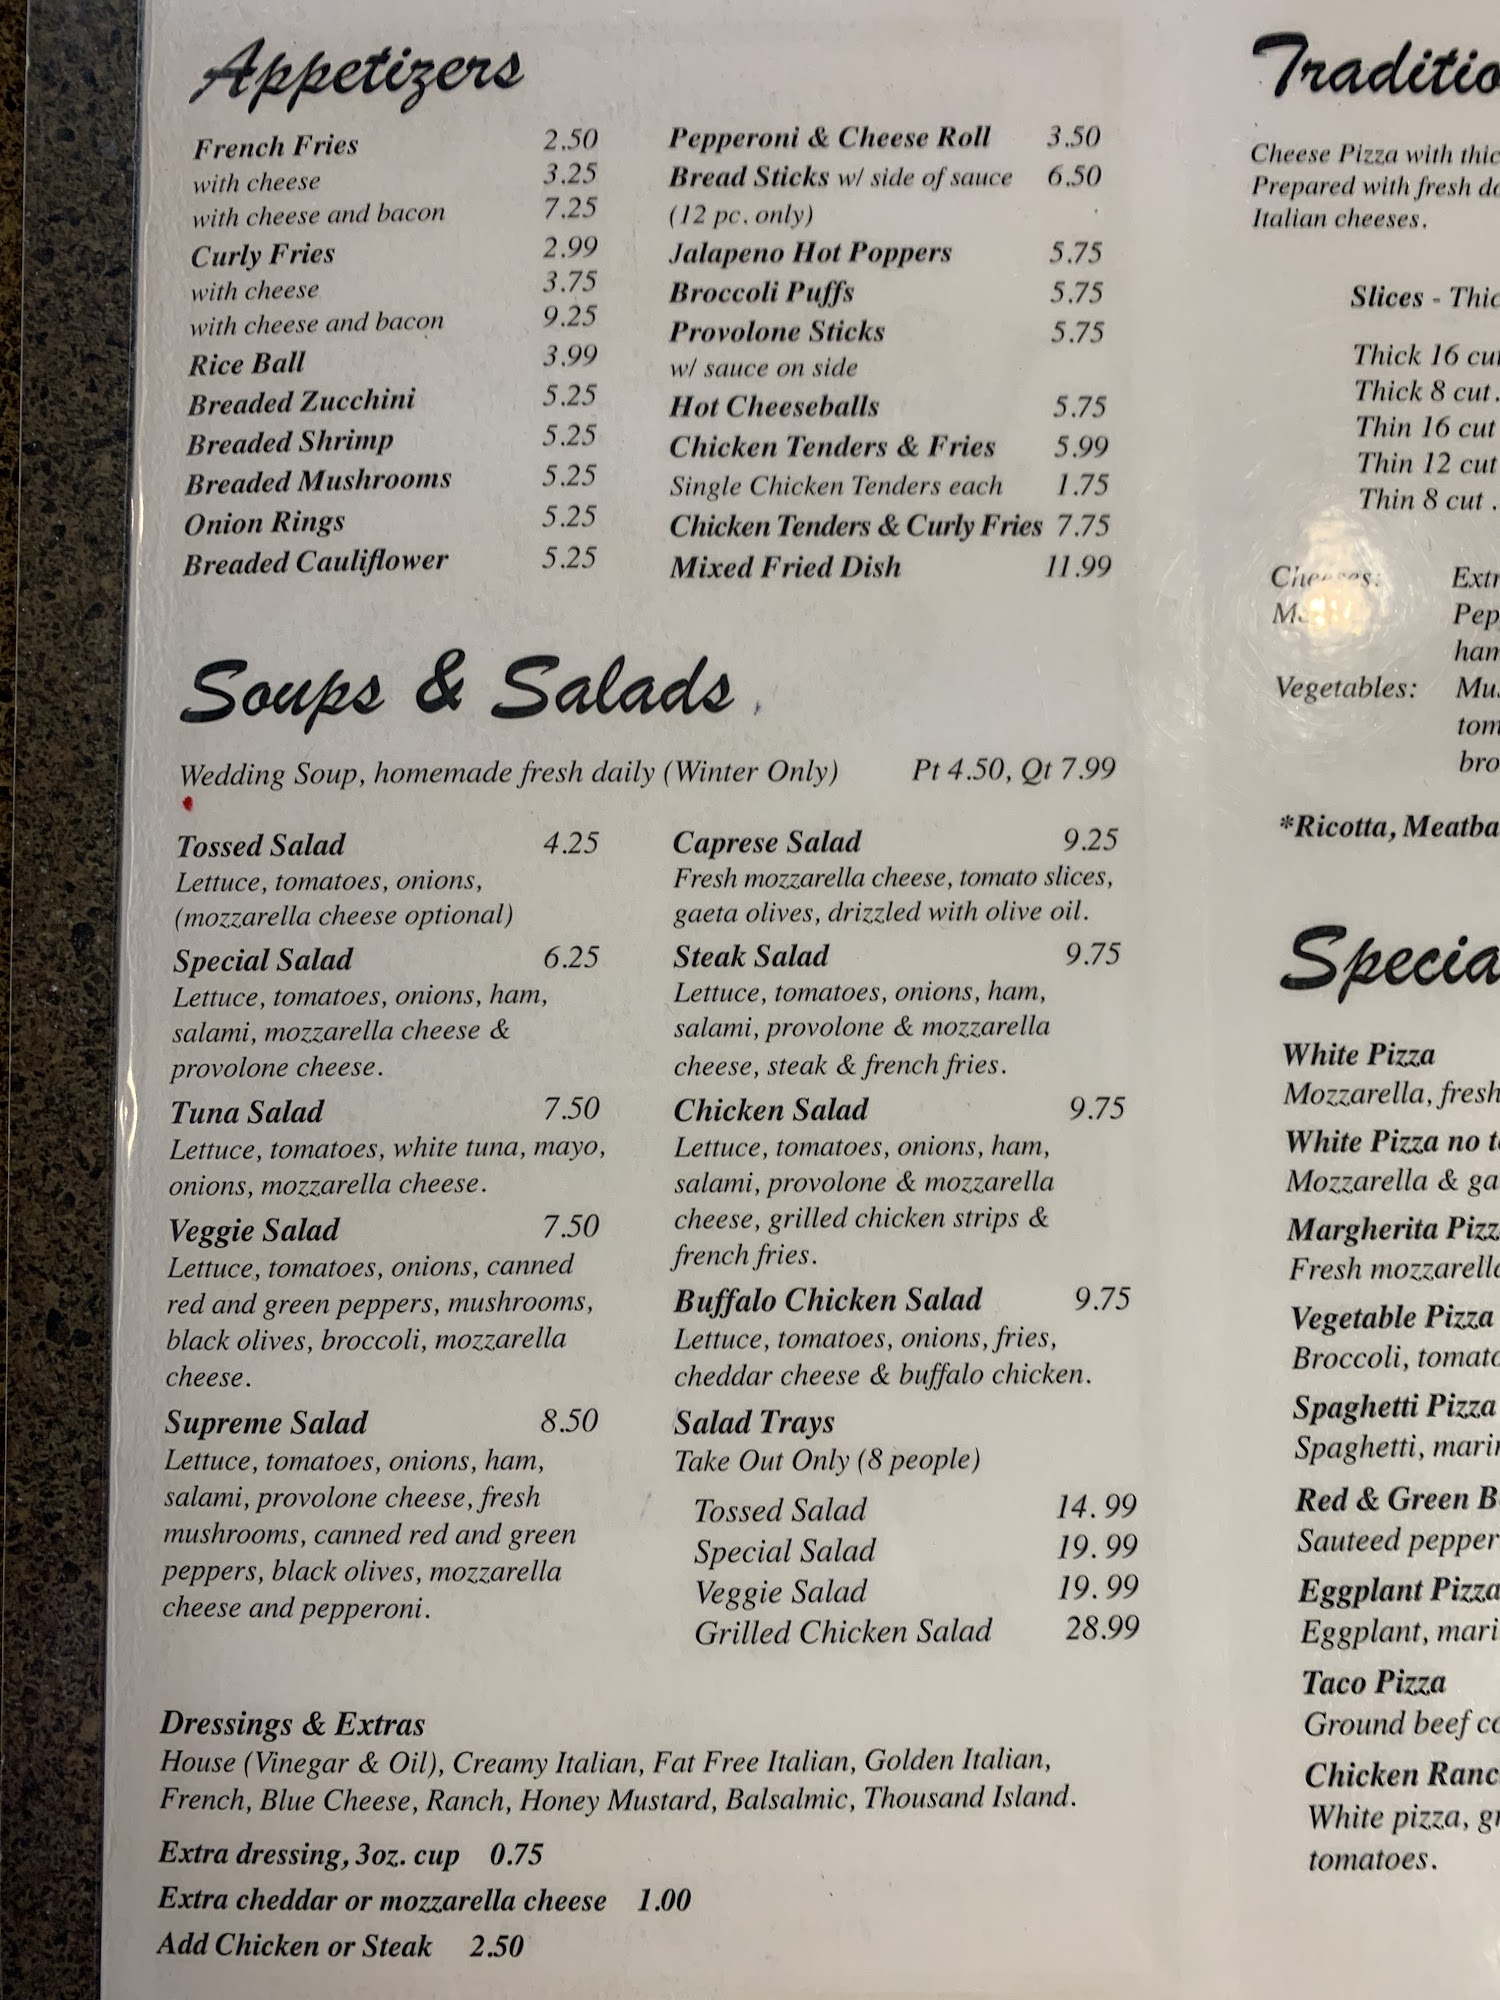 Appetizers
French Fries 2.50
with cheese 3.25
with cheese and bacon 7.25
Curly Fries 2.99
with cheese 3.75
with cheese and bacon 9.25
Rice Ball 3.99
Breaded Zucchini 5.25
Breaded Shrimp 5.25
Breaded Mushrooms 5.25
Onion Rings 5.25
Breaded Cauliflower 5.25
Pepperoni & Cheese Roll 3.50
Bread Sticks w/ side of sauce 6.50
(12 pc. only)
Jalapeno Hot Poppers 5.75
Broccoli Puffs 5.75
Provolone Sticks 5.75
w/ sauce on side
Hot Cheeseballs 5.75
Chicken Tenders & Fries 5.99
Single Chicken Tenders each 1.75
Chicken Tenders & Curly Fries 7.75
Mixed Fried Dish 11.99
Soups & Salads
Wedding Soup, homemade fresh daily (Winter Only) Pt 4.50, Qt 7.99
Tossed Salad 4.25
Lettuce, tomatoes, onions,
(mozzarella cheese optional)
Special Salad 6.25
Lettuce, tomatoes, onions, ham,
salami, mozzarella cheese &
provolone cheese.
Tuna Salad 7.50
Lettuce, tomatoes, white tuna, mayo,
onions, mozzarella cheese.
Veggie Salad 7.50
Lettuce, tomatoes, onions, canned
red and green peppers, mushrooms,
black olives, broccoli, mozzarella
cheese.
Supreme Salad 8.50
Lettuce, tomatoes, onions, ham,
salami, provolone cheese, fresh
mushrooms, canned red and green
peppers, black olives, mozzarella
cheese and pepperoni.
Caprese Salad 9.25
Fresh mozzarella cheese, tomato slices,
gaeta olives, drizzled with olive oil.
Steak Salad 9.75
Lettuce, tomatoes, onions, ham,
salami, provolone & mozzarella
cheese, steak & french fries.
Chicken Salad 9.75
Lettuce, tomatoes, onions, ham,
salami, provolone & mozzarella
cheese, grilled chicken strips &
french fries.
Buffalo Chicken Salad 9.75
Lettuce, tomatoes, onions, fries,
cheddar cheese & buffalo chicken.
Salad Trays
Take Out Only (8 people)
Tossed Salad 14.99
Special Salad 19.99
Veggie Salad 19.99
Grilled Chicken Salad 28.99
Dressings & Extras
House (Vinegar & Oil), Creamy Italian, Fat Free Italian, Golden Italian,
French, Blue Cheese, Ranch, Honey Mustard, Balsalmic, Thousand Island.
Extra dressing, 3oz. cup 0.75
Extra cheddar or mozzarella cheese 1.00
Add Chicken or Steak 2.50
Cheese Pizza with
Prepared with fresh
Italian cheeses.
Slices -
Thick 16
Thick 8 cut.
Thin 16 cut
Thin 12 cut
Thin 8 cut .
Cheeses:
Vegetables:
*Ricotta,
White Pizza
Mozzarella, fresh
White Pizza no
Mozzarella &
Margherita
Fresh
Vegetable Pizza
Broccoli,
Spaghetti Pizza
Spaghetti,
Red & Green
Sauteed
Eggplant Pizza
Eggplant,
Taco Pizza
Ground beef
Chicken
White pizza,
tomatoes.